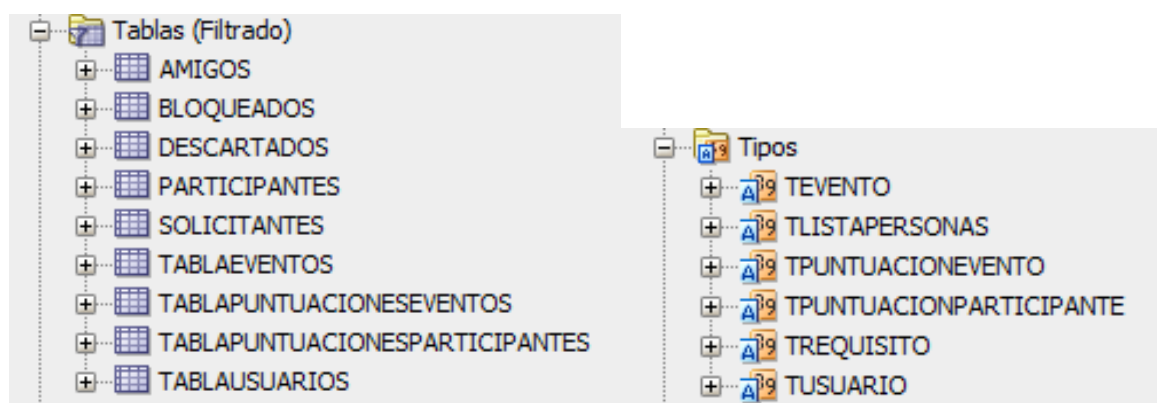 Tablas (Filtrado)
AMIGOS
BLOQUEADOS
DESCARTADOS
PARTICIPANTES
SOLICITANTES
TABLAEVENTOS
TABLAPUNTUACIONESEVENTOS
TABLAPUNTUACIONESPARTICIPANTES
TABLAUSUARIOS
Tipos
TEVENTO
TLISTAPERSONAS
TPUNTUACIONEVENTO
TPUNTUACIONPARTICIPANTE
TREQUISITO
TUSUARIO